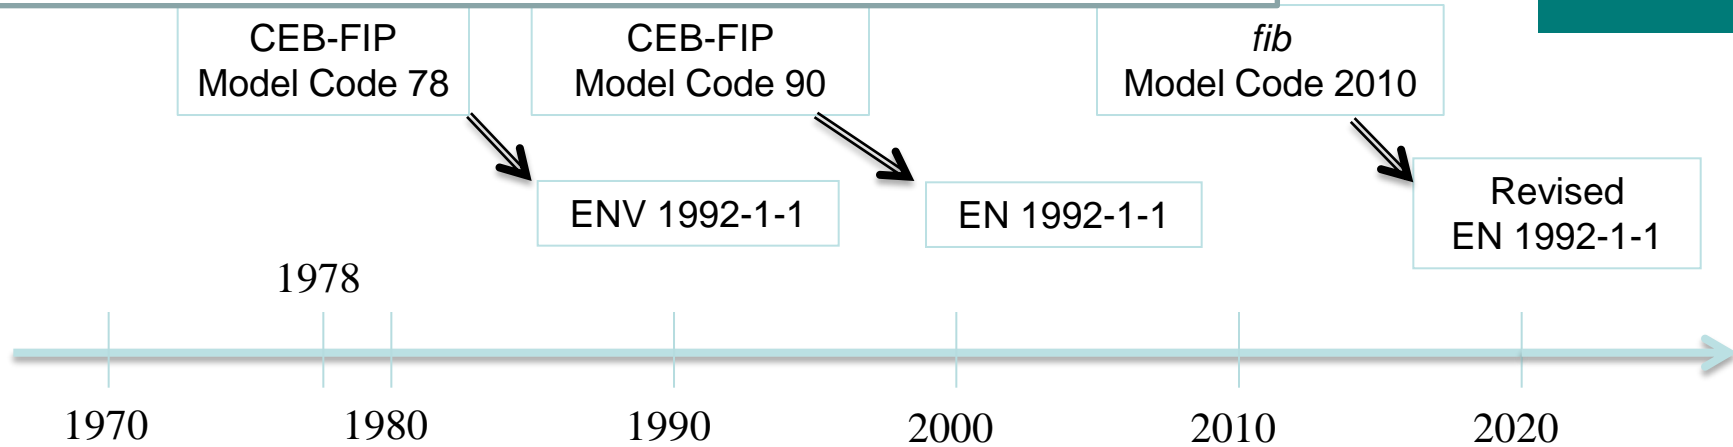 CEB-FIP
Model Code 78
CEB-FIP
Model Code 90
fib
Model Code 2010
ENV 1992-1-1
EN 1992-1-1
Revised
EN 1992-1-1
1978
1970
1980
1990
2000
2010
2020